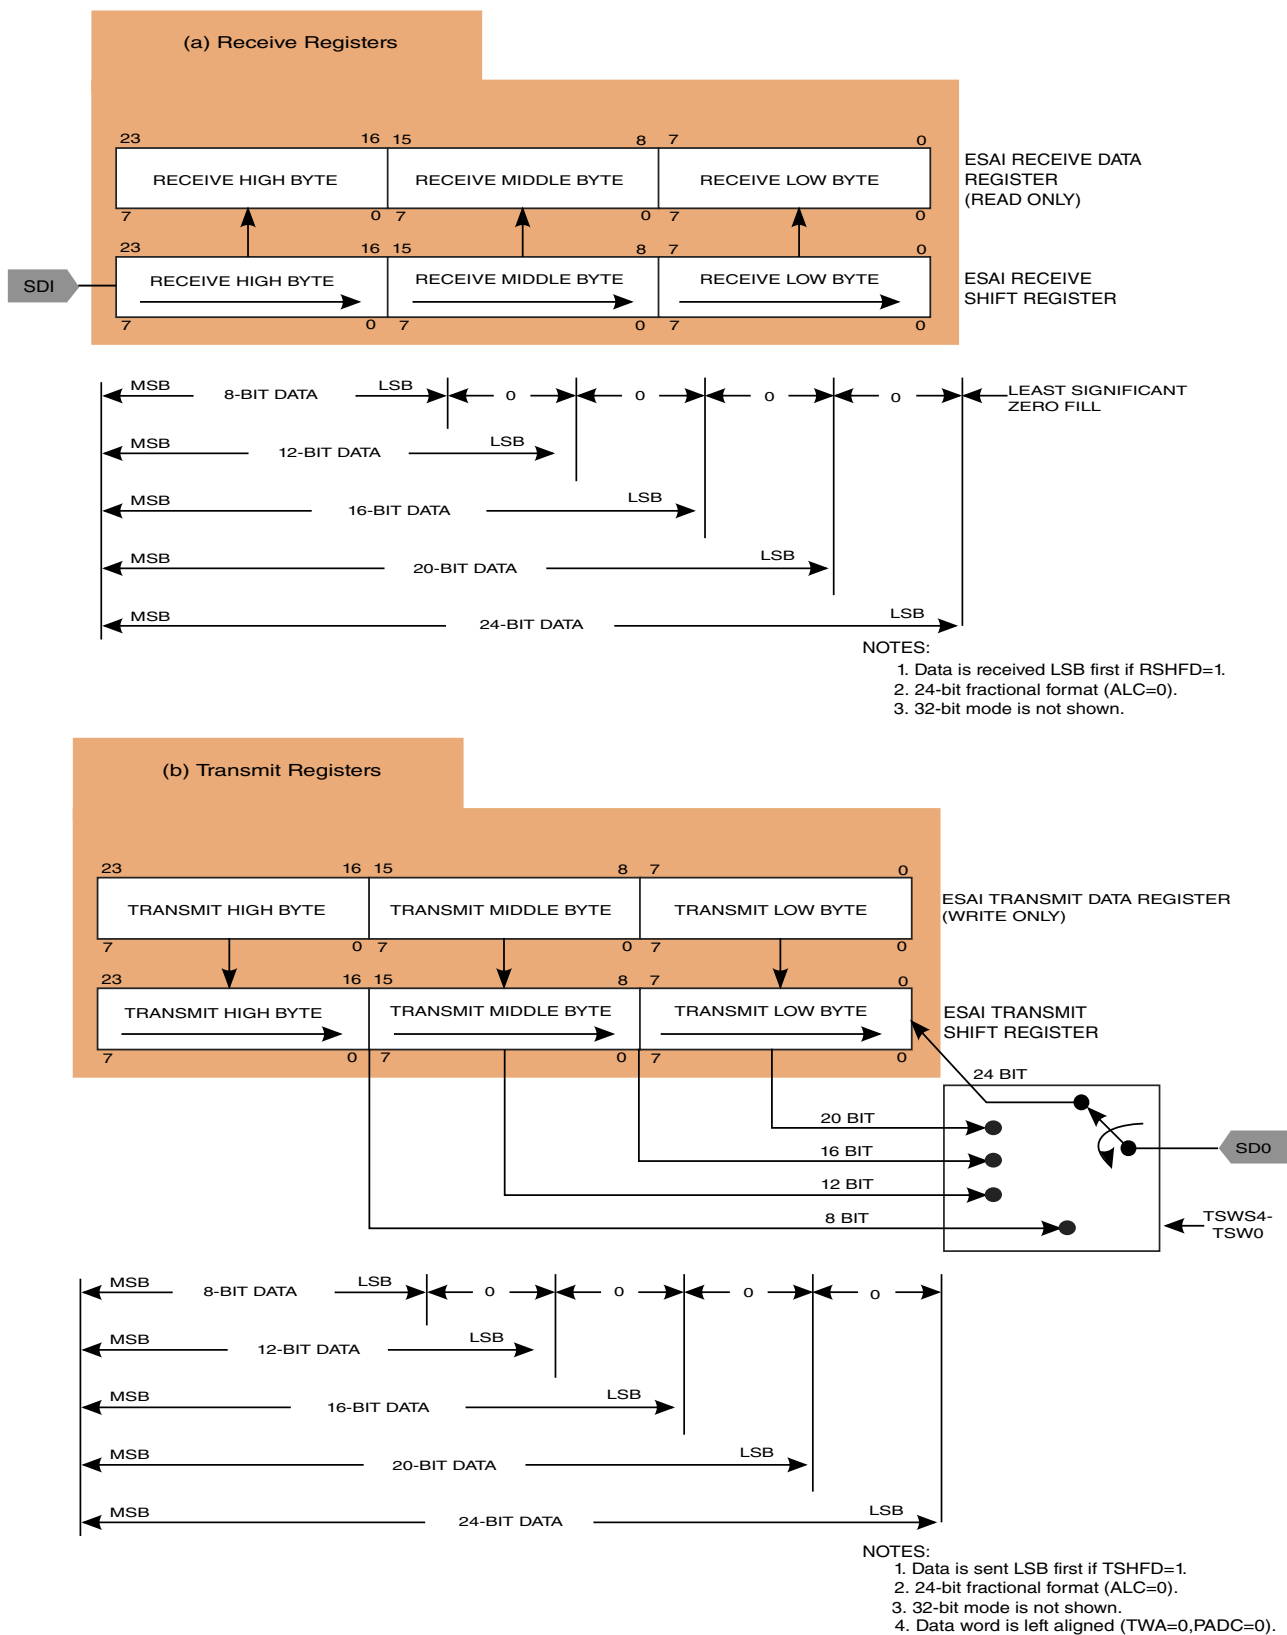 (a) Receive Registers
23 16 15 8 7 0
RECEIVE HIGH BYTE RECEIVE MIDDLE BYTE RECEIVE LOW BYTE
ESAI RECEIVE DATA
REGISTER
(READ ONLY)
7 0 7 0 7 0
23 16 15 8 7 0
SDI
RECEIVE HIGH BYTE RECEIVE MIDDLE BYTE RECEIVE LOW BYTE
ESAI RECEIVE
SHIFT REGISTER
7 0 7 0 7 0
MSB 8-BIT DATA LSB 0 0 0 0
LEAST SIGNIFICANT
ZERO FILL
MSB 12-BIT DATA LSB
MSB 16-BIT DATA LSB
MSB 20-BIT DATA LSB
MSB 24-BIT DATA LSB
NOTES:
1. Data is received LSB first if RSHFD=1.
2. 24-bit fractional format (ALC=0).
3. 32-bit mode is not shown.
(b) Transmit Registers
23 16 15 8 7 0
TRANSMIT HIGH BYTE TRANSMIT MIDDLE BYTE TRANSMIT LOW BYTE
ESAI TRANSMIT DATA REGISTER
(WRITE ONLY)
7 0 7 0 7 0
23 16 15 8 7 0
TRANSMIT HIGH BYTE TRANSMIT MIDDLE BYTE TRANSMIT LOW BYTE
ESAI TRANSMIT
SHIFT REGISTER
7 0 7 0 7 0
24 BIT
20 BIT
16 BIT
12 BIT
8 BIT
SD0
TSWS4-
TSW0
MSB 8-BIT DATA LSB 0 0 0 0
MSB 12-BIT DATA LSB
MSB 16-BIT DATA LSB
MSB 20-BIT DATA LSB
MSB 24-BIT DATA LSB
NOTES:
1. Data is sent LSB first if TSHFD=1.
2. 24-bit fractional format (ALC=0).
3. 32-bit mode is not shown.
4. Data word is left aligned (TWA=0,PADC=0).